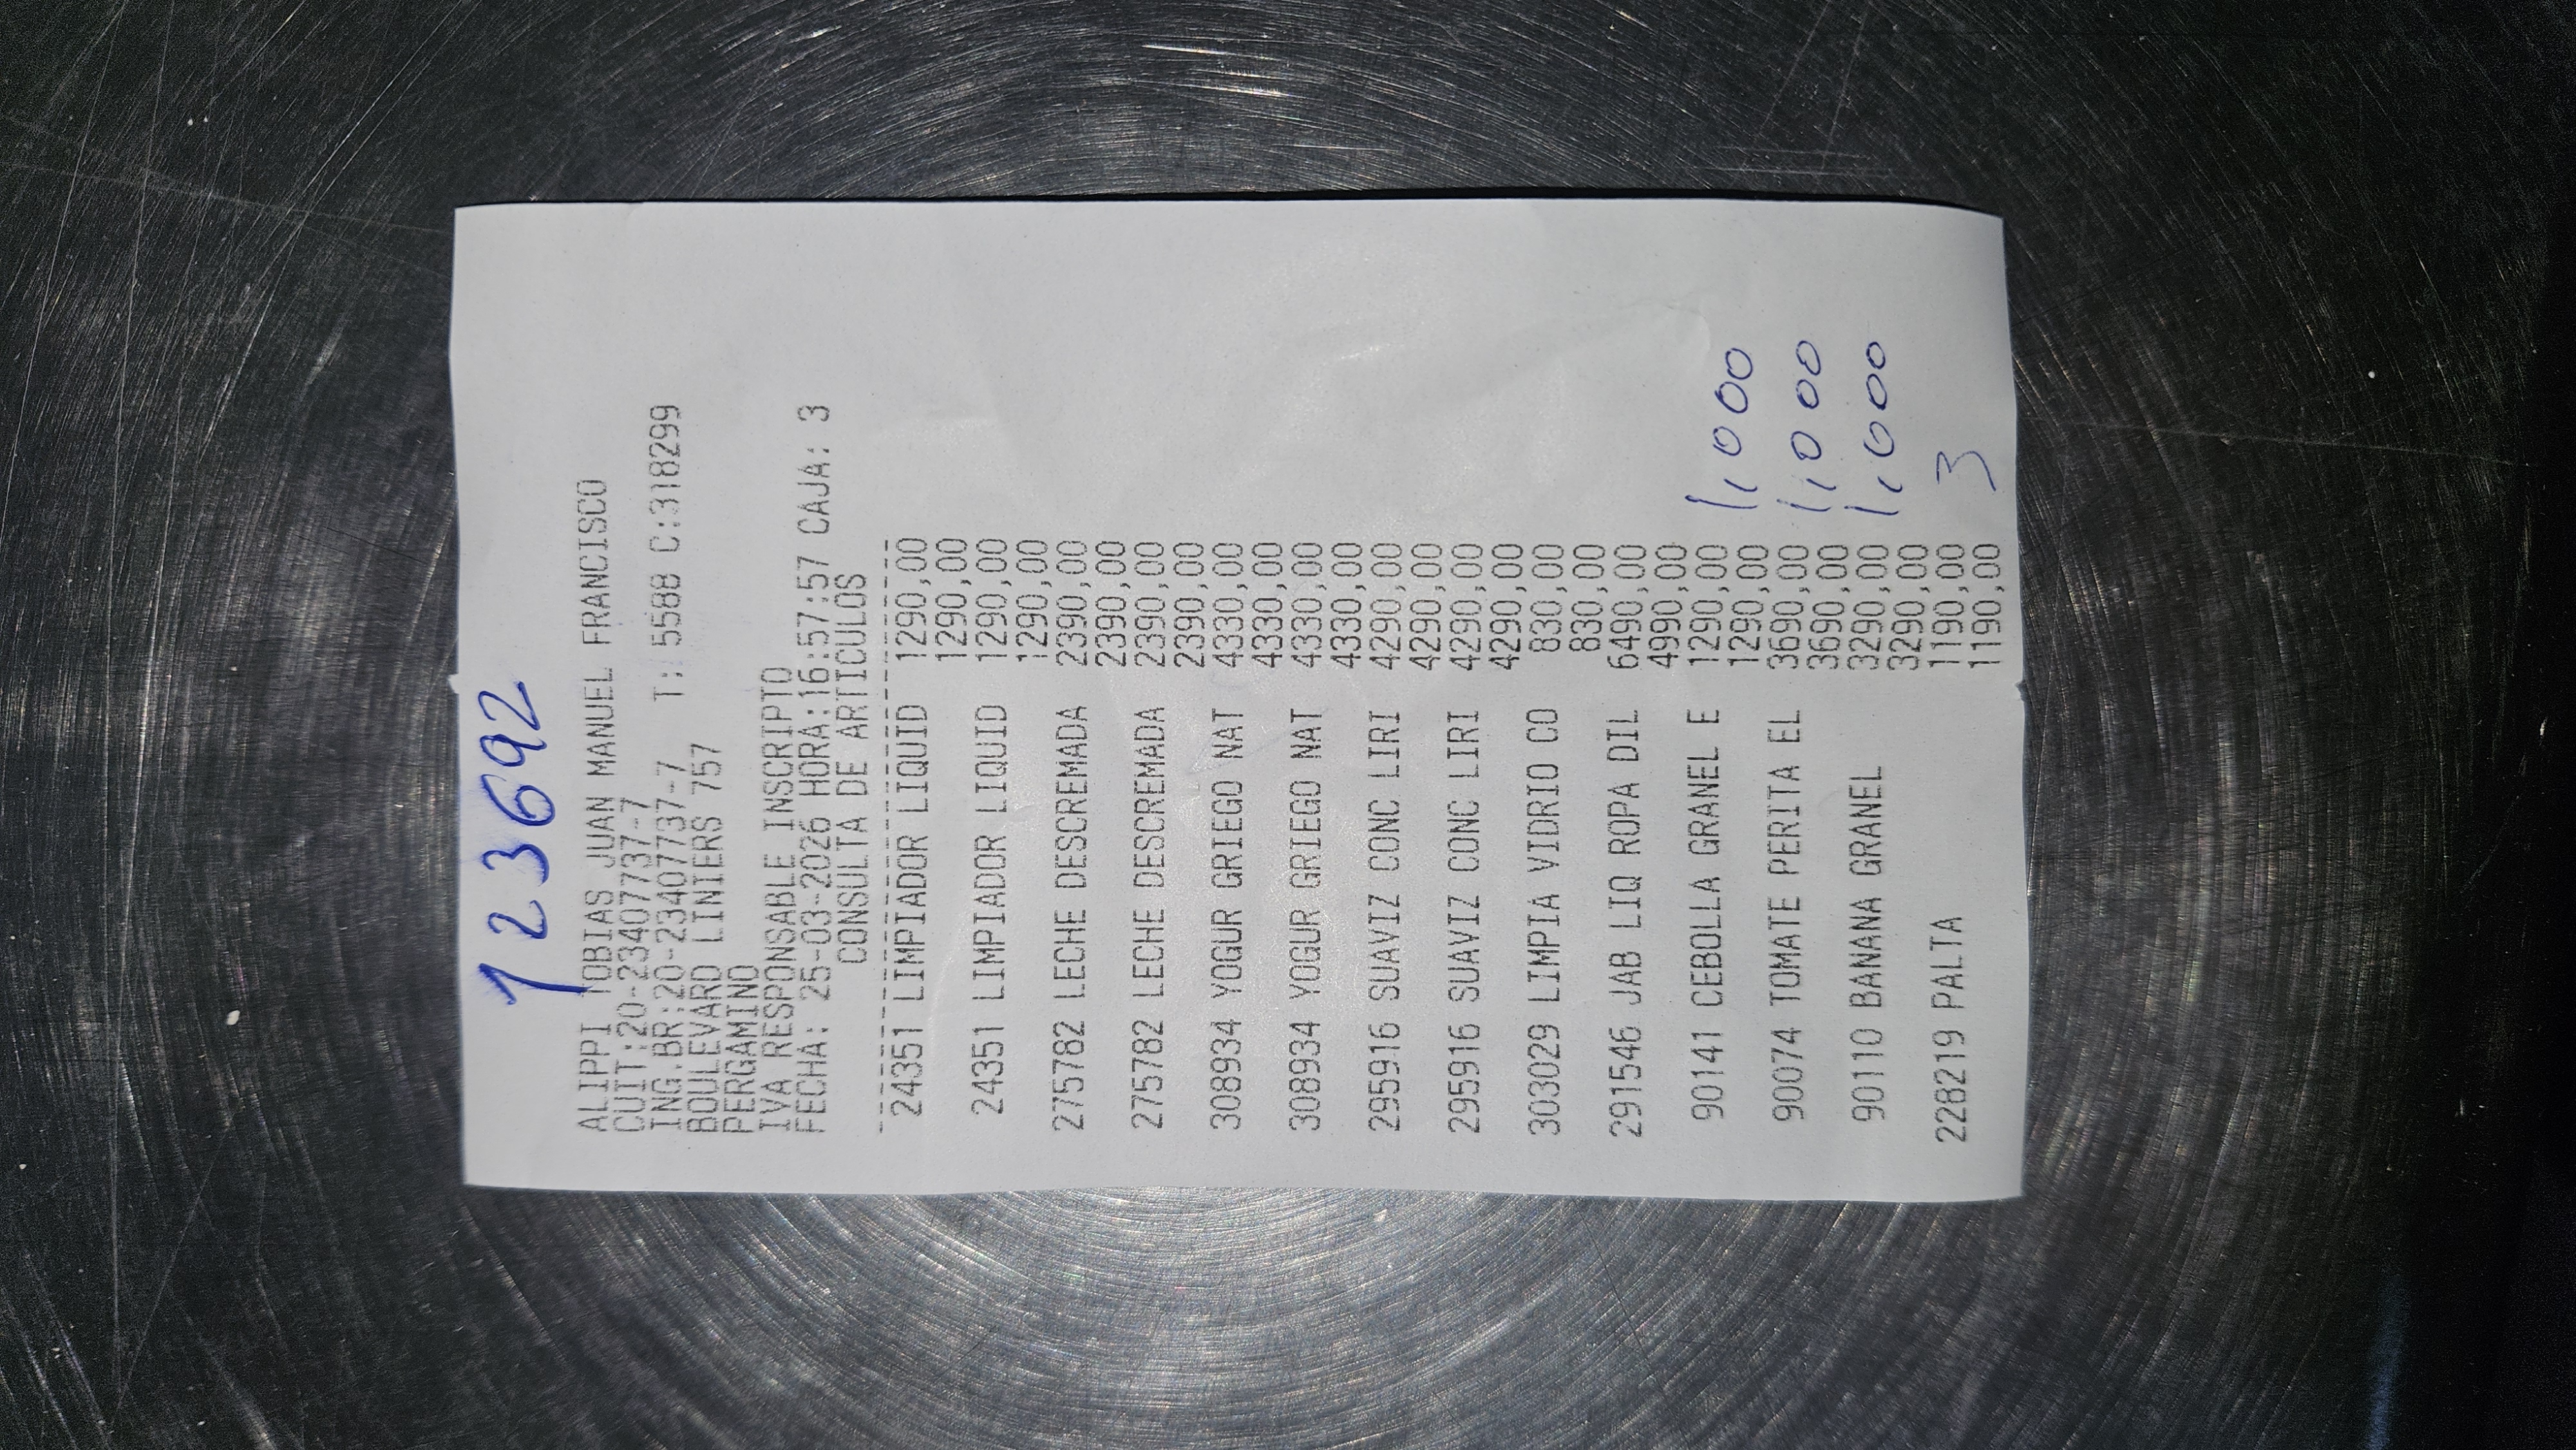 123692
ALIPPI TOBIAS JUAN MANUEL FRANCISCO
CUIT:20-23407737-7
ING.BR:20-23407737-7 T: 5588 C:318299
BOULEVARD LINIERS 757
PERGAMINO
IVA RESPONSABLE INSCRIPTO
FECHA: 25-03-2026 HORA:16:57:57 CAJA: 3
CONSULTA DE ARTICULOS
24351 LIMPIADOR LIQUID 1290,00
1290,00
24351 LIMPIADOR LIQUID 1290,00
1290,00
275782 LECHE DESCREMADA 2390,00
2390,00
275782 LECHE DESCREMADA 2390,00
2390,00
308934 YOGUR GRIEGO NAT 4330,00
4330,00
308934 YOGUR GRIEGO NAT 4330,00
4330,00
295916 SUAVIZ CONC LIRI 4290,00
4290,00
295916 SUAVIZ CONC LIRI 4290,00
4290,00
303029 LIMPIA VIDRIO CO 830,00
830,00
291546 JAB LIQ ROPA DIL 6490,00
4990,00
90141 CEBOLLA GRANEL E 1290,00 1,000
1290,00
90074 TOMATE PERITA EL 3690,00 1,000
3690,00
90110 BANANA GRANEL 3290,00 1,000
3290,00
228219 PALTA 1190,00 3
1190,00